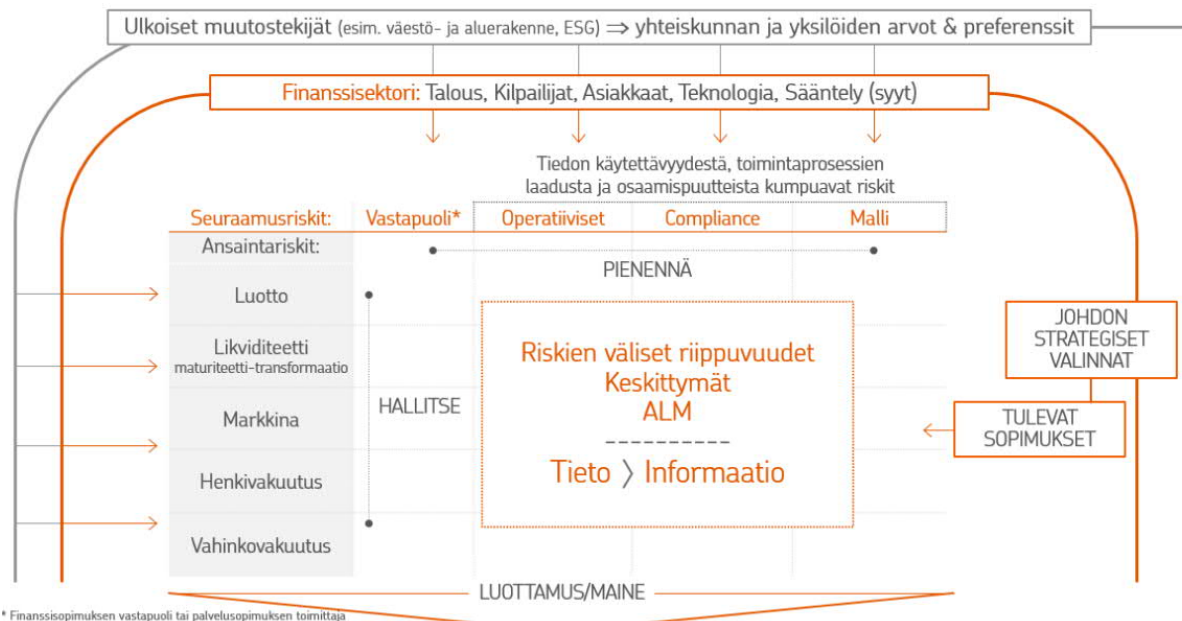 Ulkoiset muutostekijät (esim. väestö- ja aluerakenne, ESG) ⇒ yhteiskunnan ja yksilöiden arvot & preferenssit
Finanssisektori: Talous, Kilpailijat, Asiakkaat, Teknologia, Sääntely (syyt)
Tiedon käytettävyydestä, toimintaprosessien
laadusta ja osaamispuutteista kumpuavat riskit
Seuraamusriskit: Vastapuoli* Operatiiviset Compliance Malli
Ansaintariskit:
PIENENNÄ
Luotto
Likviditeetti
maturiteetti-transformaatio
Markkina
Henkivakuutus
Vahinkovakuutus
HALLITSE
Riskien väliset riippuvuudet
Keskittymät
ALM
----------
Tieto 〉 Informaatio
JOHDON
STRATEGISET
VALINNAT
TULEVAT
SOPIMUKSET
LUOTTAMUS/MAINE
* Finanssisopimuksen vastapuoli tai palvelusopimuksen toimittaja